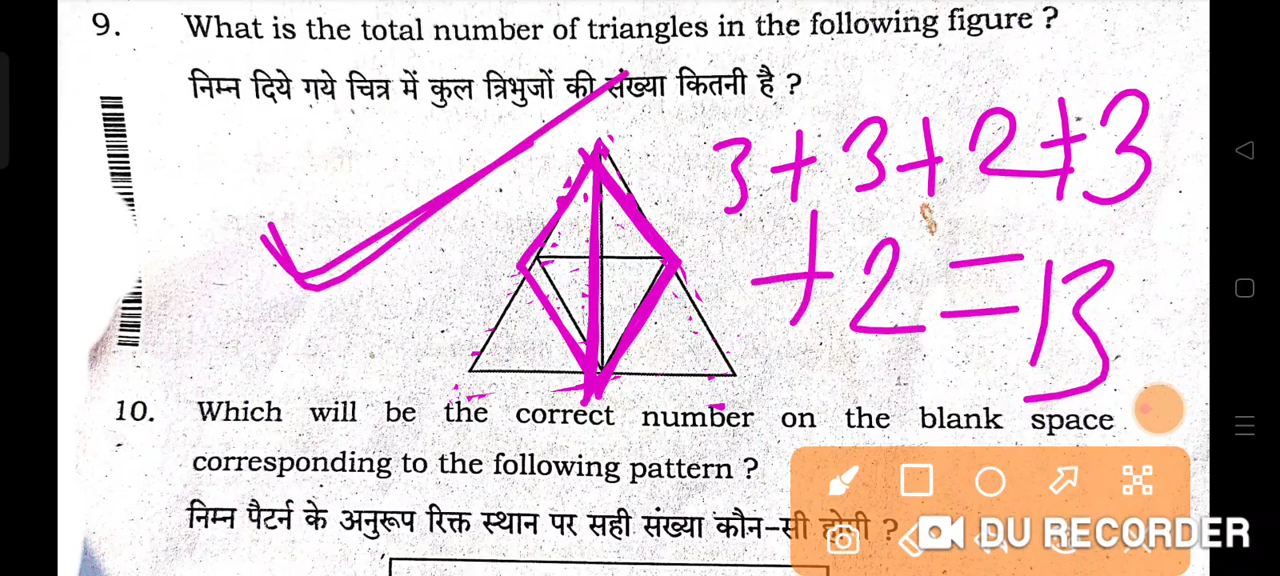 9. What is the total number of triangles in the following figure ?
निम्न दिये गये चित्र में कुल त्रिभुजों की संख्या कितनी है ?
3+3+2+3
+2=13
10. Which will be the correct number on the blank space
corresponding to the following pattern ?
निम्न पैटर्न के अनुरूप रिक्त स्थान पर सही संख्या कौन-सी होगी ?
DU RECORDER